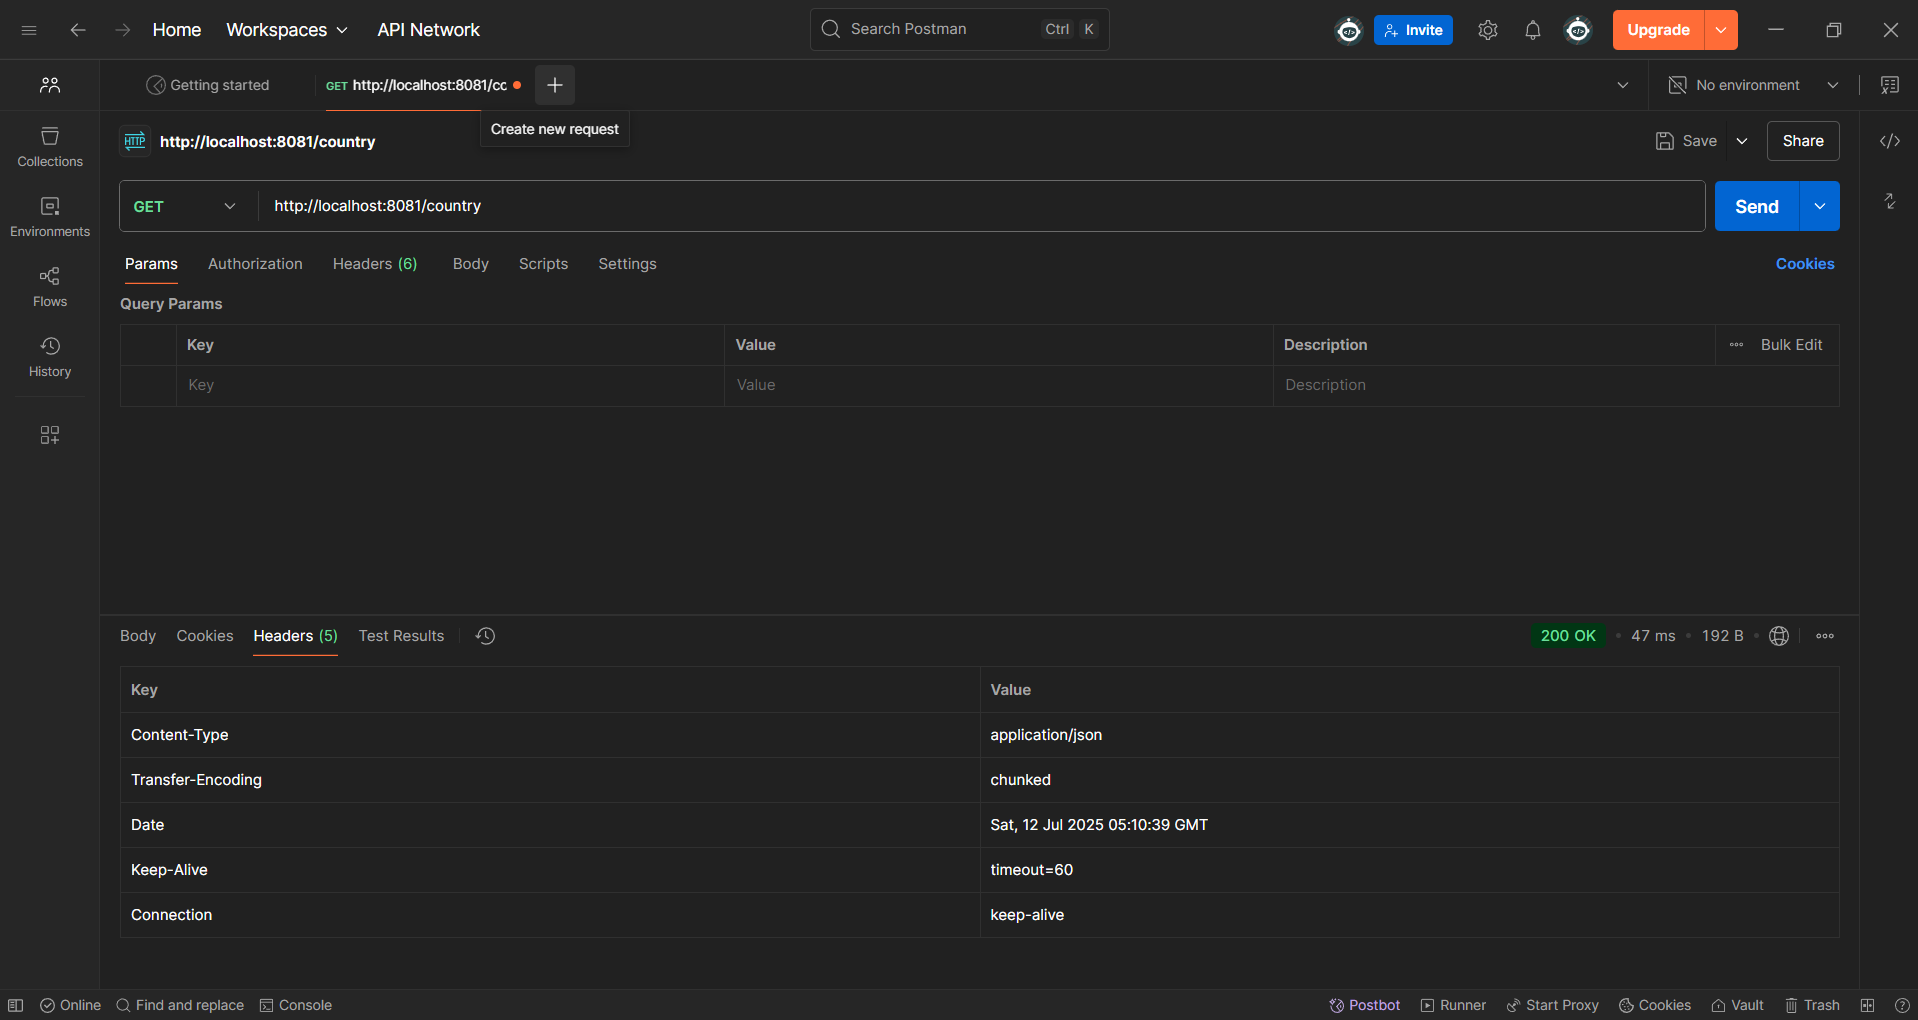 Home Workspaces API Network Search Postman Ctrl K Invite Upgrade
Getting started GET http://localhost:8081/cc No environment
Create new request
HTTP http://localhost:8081/country Save Share
GET http://localhost:8081/country Send
Params Authorization Headers (6) Body Scripts Settings Cookies
Query Params
Key Value Description Bulk Edit
Key Value Description
Collections
Environments
Flows
History
Body Cookies Headers (5) Test Results 200 OK • 47 ms • 192 B
Key Value
Content-Type application/json
Transfer-Encoding chunked
Date Sat, 12 Jul 2025 05:10:39 GMT
Keep-Alive timeout=60
Connection keep-alive
Online Find and replace Console Postbot Runner Start Proxy Cookies Vault Trash